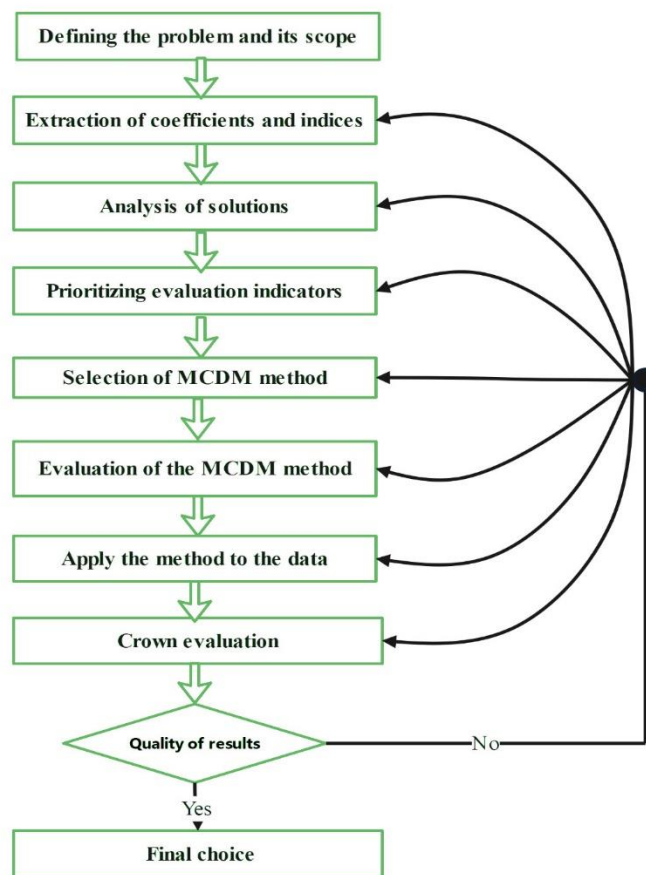 Defining the problem and its scope
Extraction of coefficients and indices
Analysis of solutions
Prioritizing evaluation indicators
Selection of MCDM method
Evaluation of the MCDM method
Apply the method to the data
Crown evaluation
Quality of results
No
Yes
Final choice